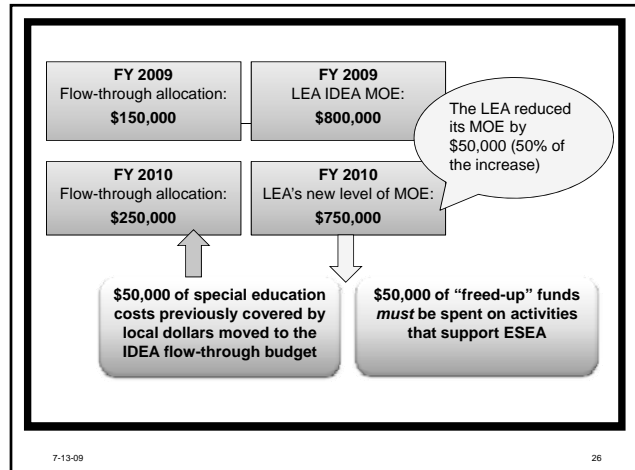 FY 2009
Flow-through allocation:
$150,000
FY 2009
LEA IDEA MOE:
$800,000
The LEA reduced
its MOE by
$50,000 (50% of
the increase)
FY 2010
Flow-through allocation:
$250,000
FY 2010
LEA’s new level of MOE:
$750,000
$50,000 of special education
costs previously covered by
local dollars moved to the
IDEA flow-through budget
$50,000 of “freed-up” funds
must be spent on activities
that support ESEA
7-13-09
26